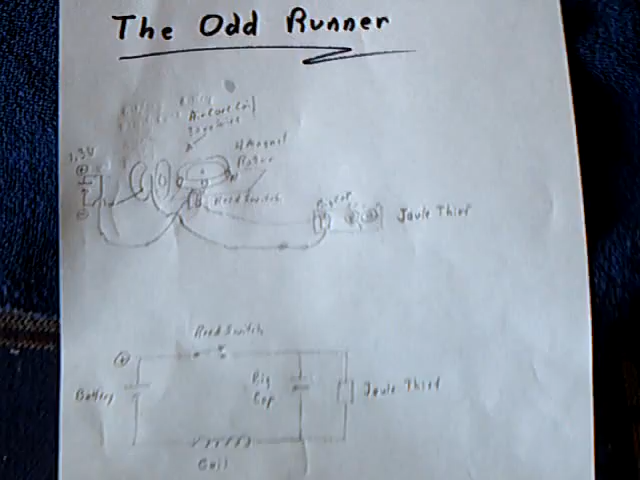 The Odd Runner
Air Core Coil
1.3V
4 Magnet
Rotor
Reed Switch
Big Cap
Joule Thief
Reed Switch
Battery
Big
Cap
Joule Thief
Coil